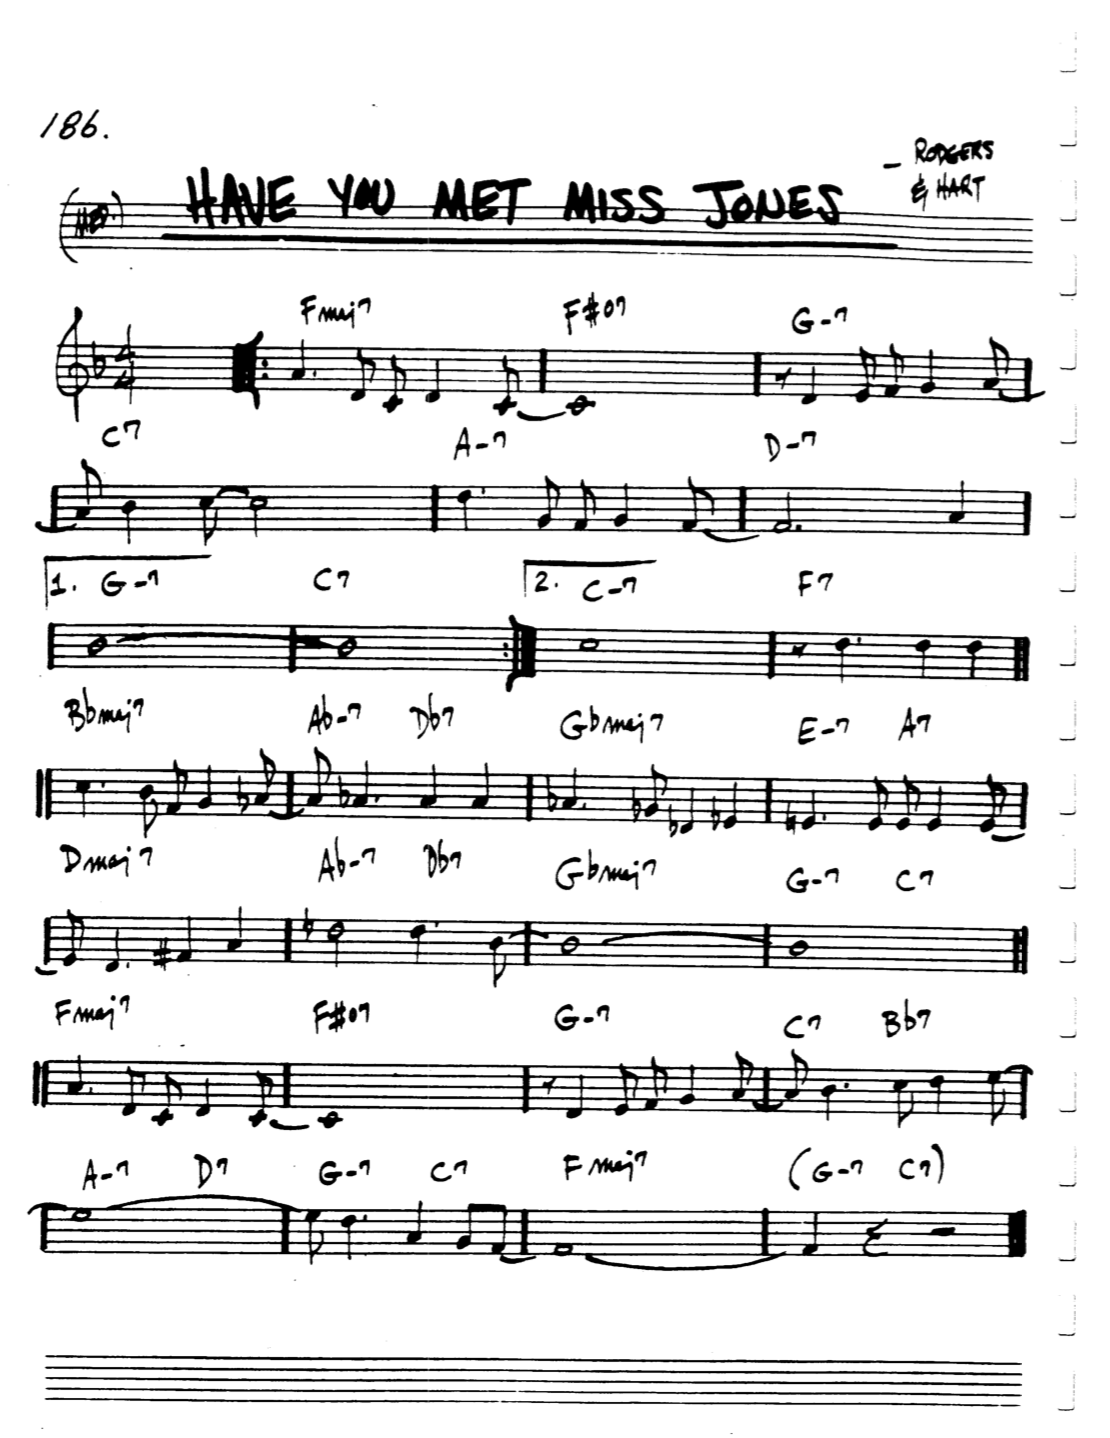 186.
— RODGERS
& HART
(MED.) HAVE YOU MET MISS JONES
Fmaj7 F#o7 G-7
4
4
C7 A-7 D-7
1. G-7 C7 2. C-7 F7
Bbmaj7 Ab-7 Db7 Gbmaj7 E-7 A7
Dmaj7 Ab-7 Db7 Gbmaj7 G-7 C7
Fmaj7 F#o7 G-7 C7 Bb7
A-7 D7 G-7 C7 Fmaj7 (G-7 C7)